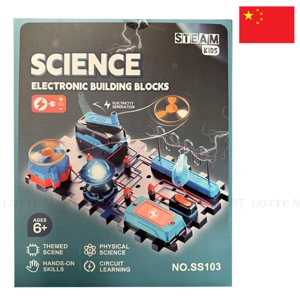 STEAM
KIDS
SCIENCE
ELECTRONIC BUILDING BLOCKS
ELECTRICITY
GENERATION
AGES
6+
THEMED
SCENE
PHYSICAL
SCIENCE
HANDS-ON
SKILLS
CIRCUIT
LEARNING
NO.SS103